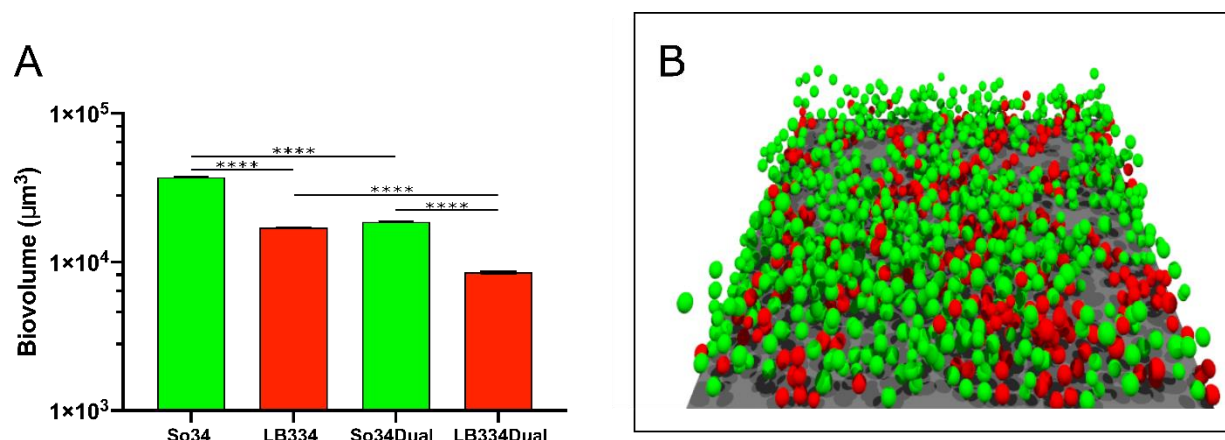 A
B
1×10⁵
1×10⁴
1×10³
Biovolume (µm³)
****
****
****
****
So34 LB334 So34Dual LB334Dual